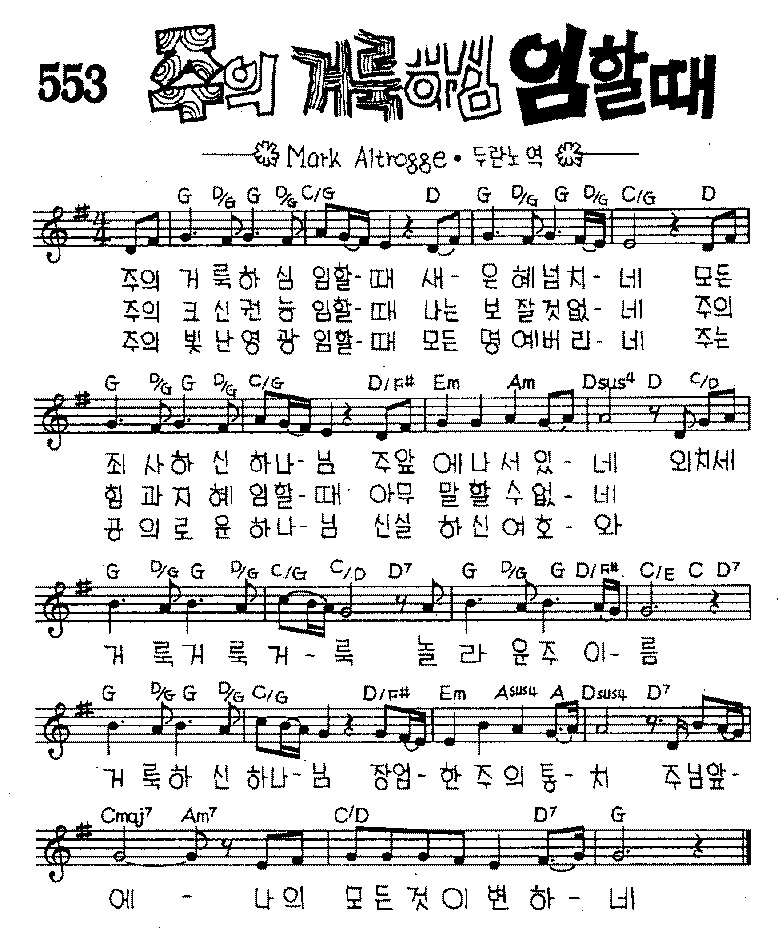 553 주의 거룩하심 임할때
Mark Altrogge · 두란노 역
G D/G G D/G C/G D G D/G G D/G C/G D
주의 거룩하심 임할-때 새-은혜넘치-네 모든
주의 크신권능 임할-때 나는 보잘것없-네 주의
주의 빛난영광 임할-때 모든 명예버리-네 주는
G D/G G D/G C/G D/F# Em Am Dsus4 D C/D
죄사하신 하나-님 주앞에나서있-네 외치세
힘과지혜 임할-때 아무 말할수없-네
공의로운 하나-님 신실하신여호-와
G D/G G D/G C/G C/D D7 G D/G G D/F# C/E C D7
거룩거룩거-룩 놀라운주이-름
G D/G G D/G C/G D/F# Em Asus4 A Dsus4 D7
거룩하신하나-님 장엄-한주의통-치 주님앞-
Cmaj7 Am7 C/D D7 G
에 - 나의 모든것이변하-네